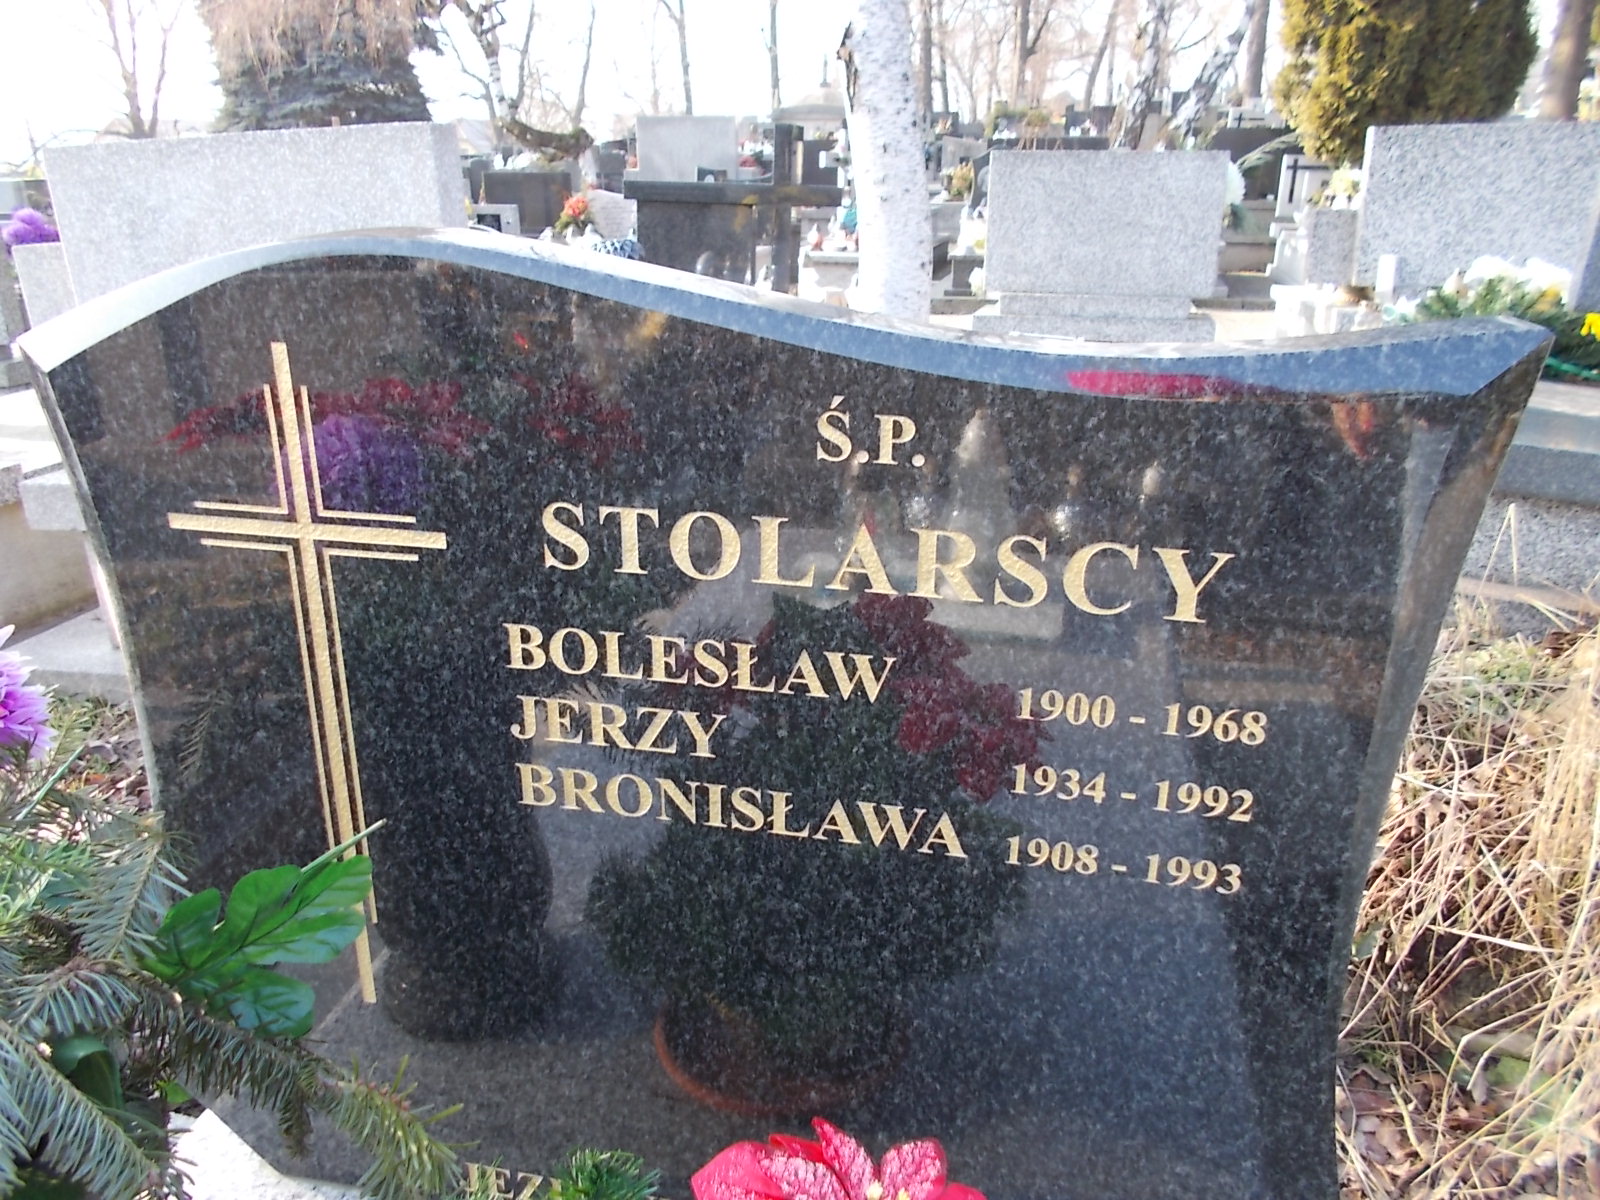 Ś.P.
STOLARSCY
BOLESŁAW 1900 - 1968
JERZY 1934 - 1992
BRONISŁAWA 1908 - 1993